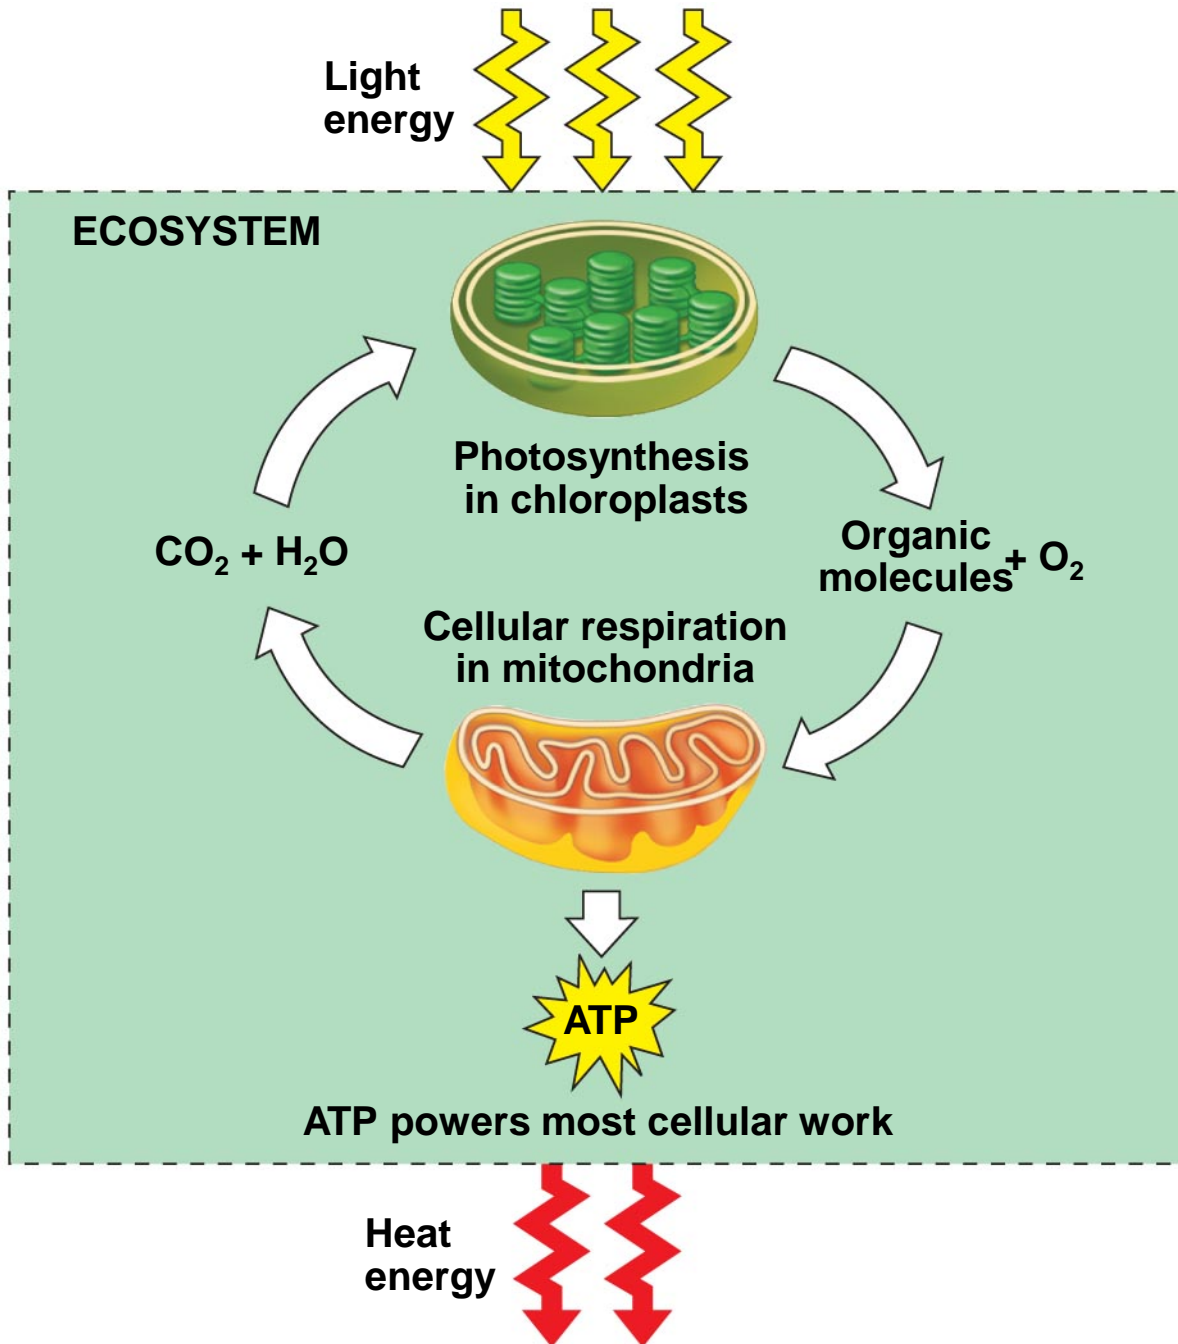 Light
energy
ECOSYSTEM
Photosynthesis
in chloroplasts
CO₂ + H₂O
Organic
molecules + O₂
Cellular respiration
in mitochondria
ATP
ATP powers most cellular work
Heat
energy